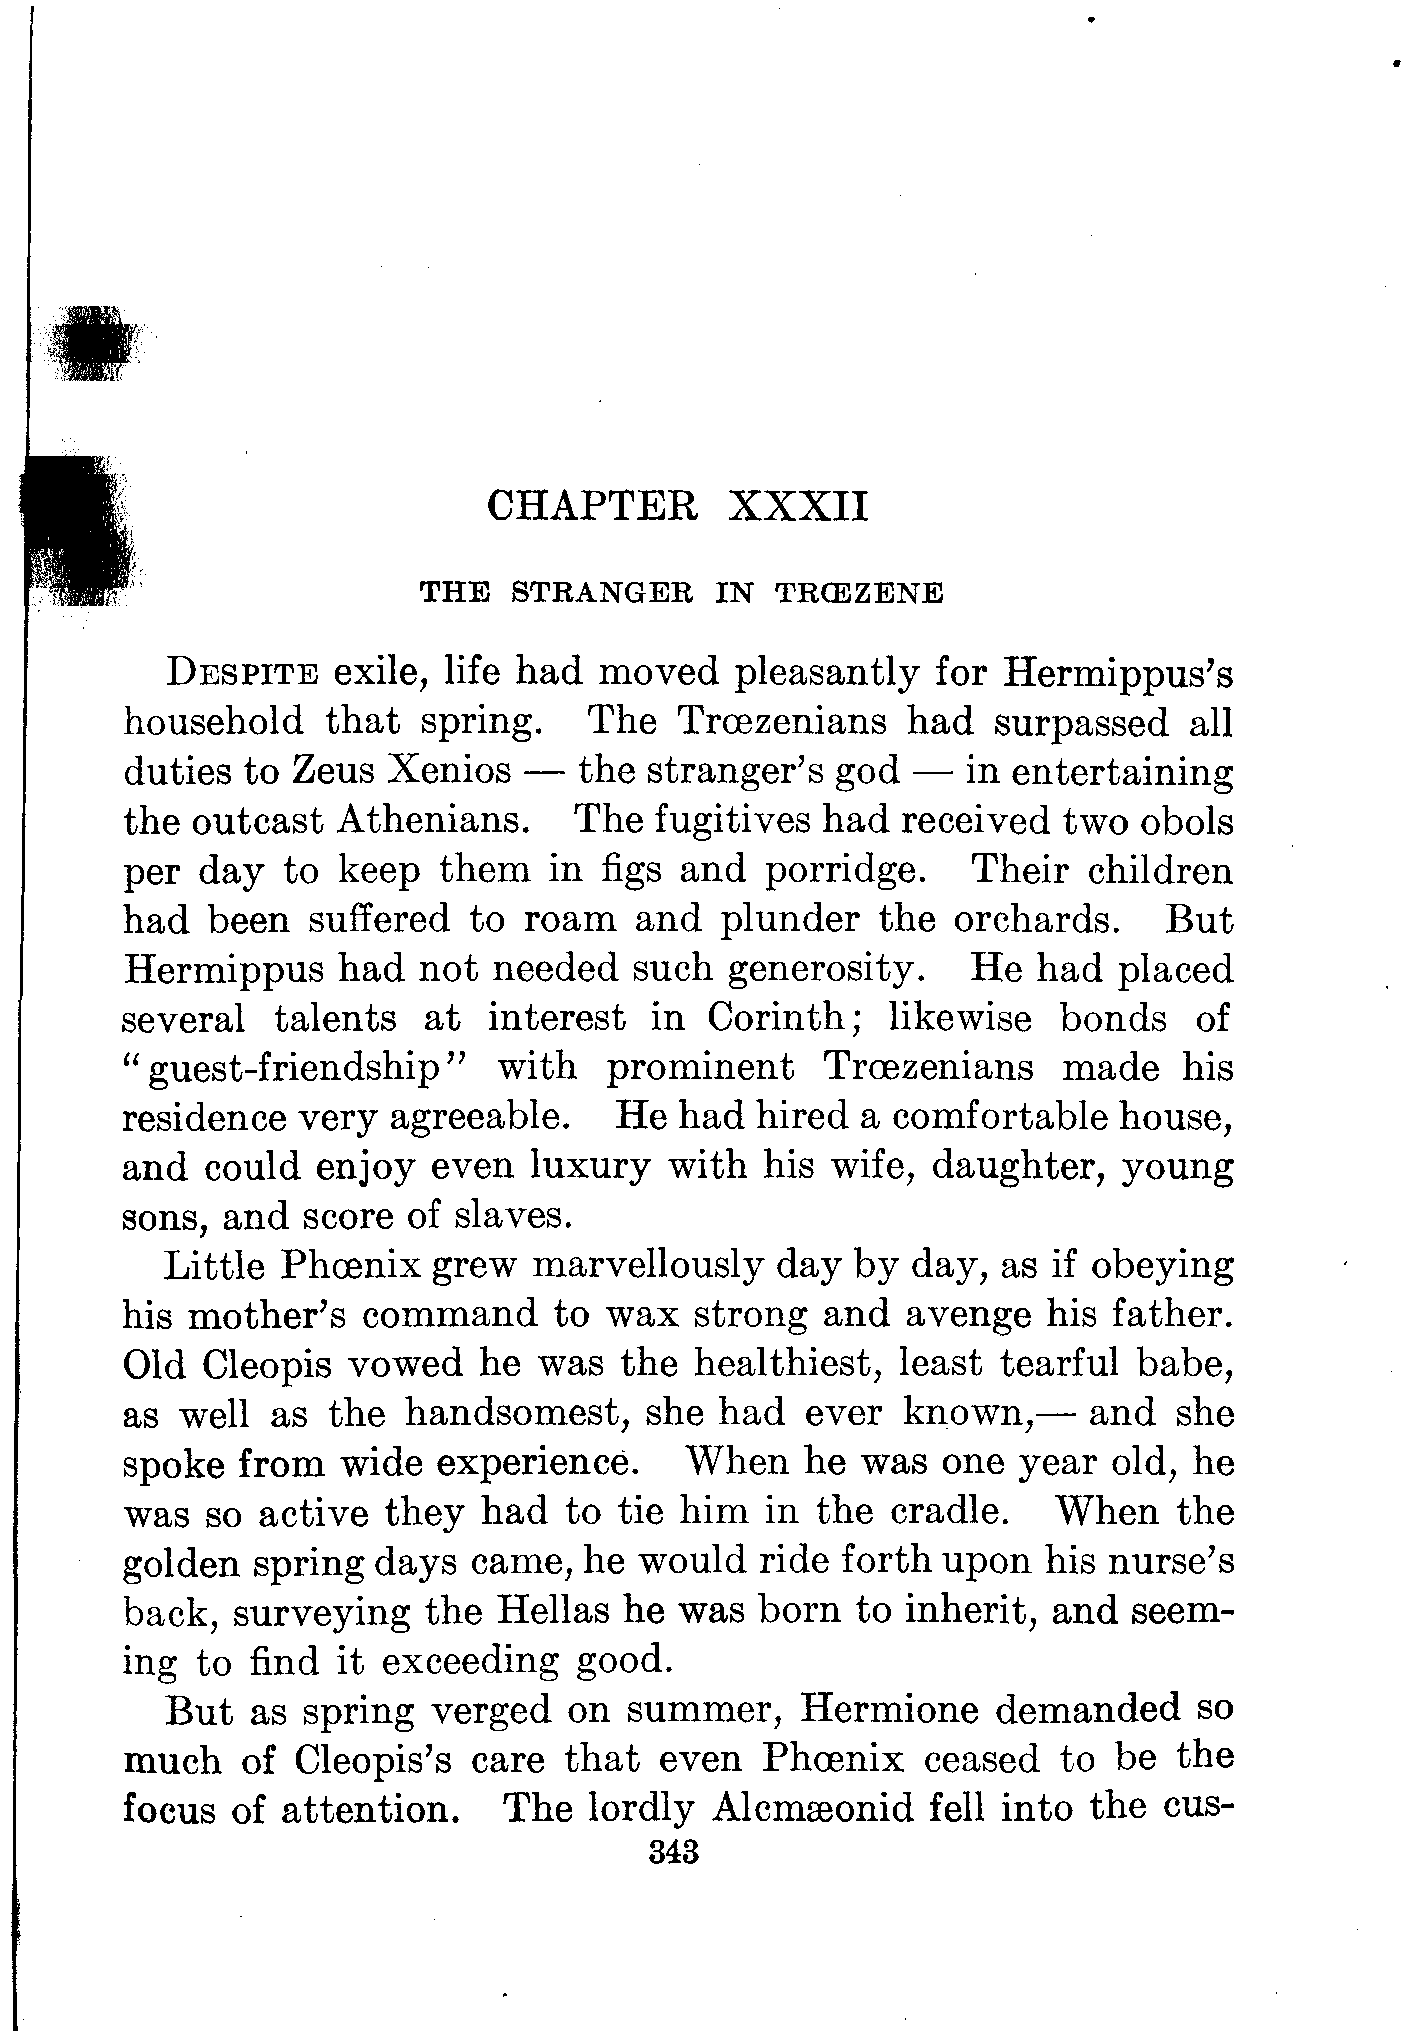 CHAPTER XXXII
THE STRANGER IN TRŒZENE
DESPITE exile, life had moved pleasantly for Hermippus's
household that spring. The Trœzenians had surpassed all
duties to Zeus Xenios — the stranger's god — in entertaining
the outcast Athenians. The fugitives had received two obols
per day to keep them in figs and porridge. Their children
had been suffered to roam and plunder the orchards. But
Hermippus had not needed such generosity. He had placed
several talents at interest in Corinth; likewise bonds of
"guest-friendship" with prominent Trœzenians made his
residence very agreeable. He had hired a comfortable house,
and could enjoy even luxury with his wife, daughter, young
sons, and score of slaves.
Little Phœnix grew marvellously day by day, as if obeying
his mother's command to wax strong and avenge his father.
Old Cleopis vowed he was the healthiest, least tearful babe,
as well as the handsomest, she had ever known,— and she
spoke from wide experience. When he was one year old, he
was so active they had to tie him in the cradle. When the
golden spring days came, he would ride forth upon his nurse's
back, surveying the Hellas he was born to inherit, and seem-
ing to find it exceeding good.
But as spring verged on summer, Hermione demanded so
much of Cleopis's care that even Phœnix ceased to be the
focus of attention. The lordly Alcmæonid fell into the cus-
343